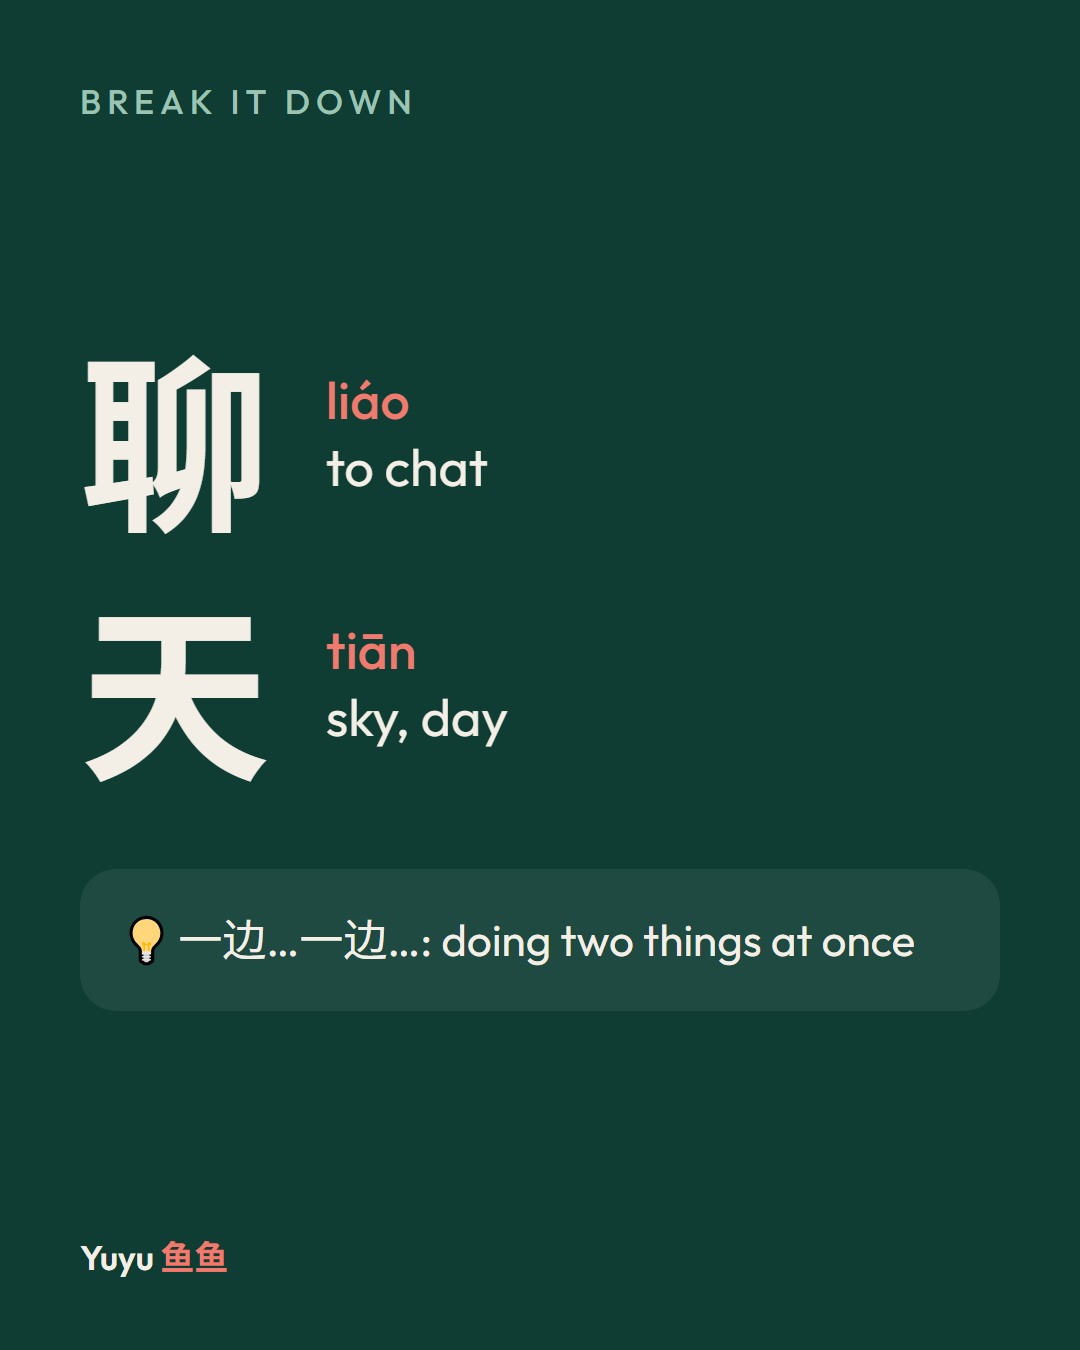 BREAK IT DOWN
聊
liáo
to chat
天
tiān
sky, day
💡 一边...一边...: doing two things at once
Yuyu 鱼鱼